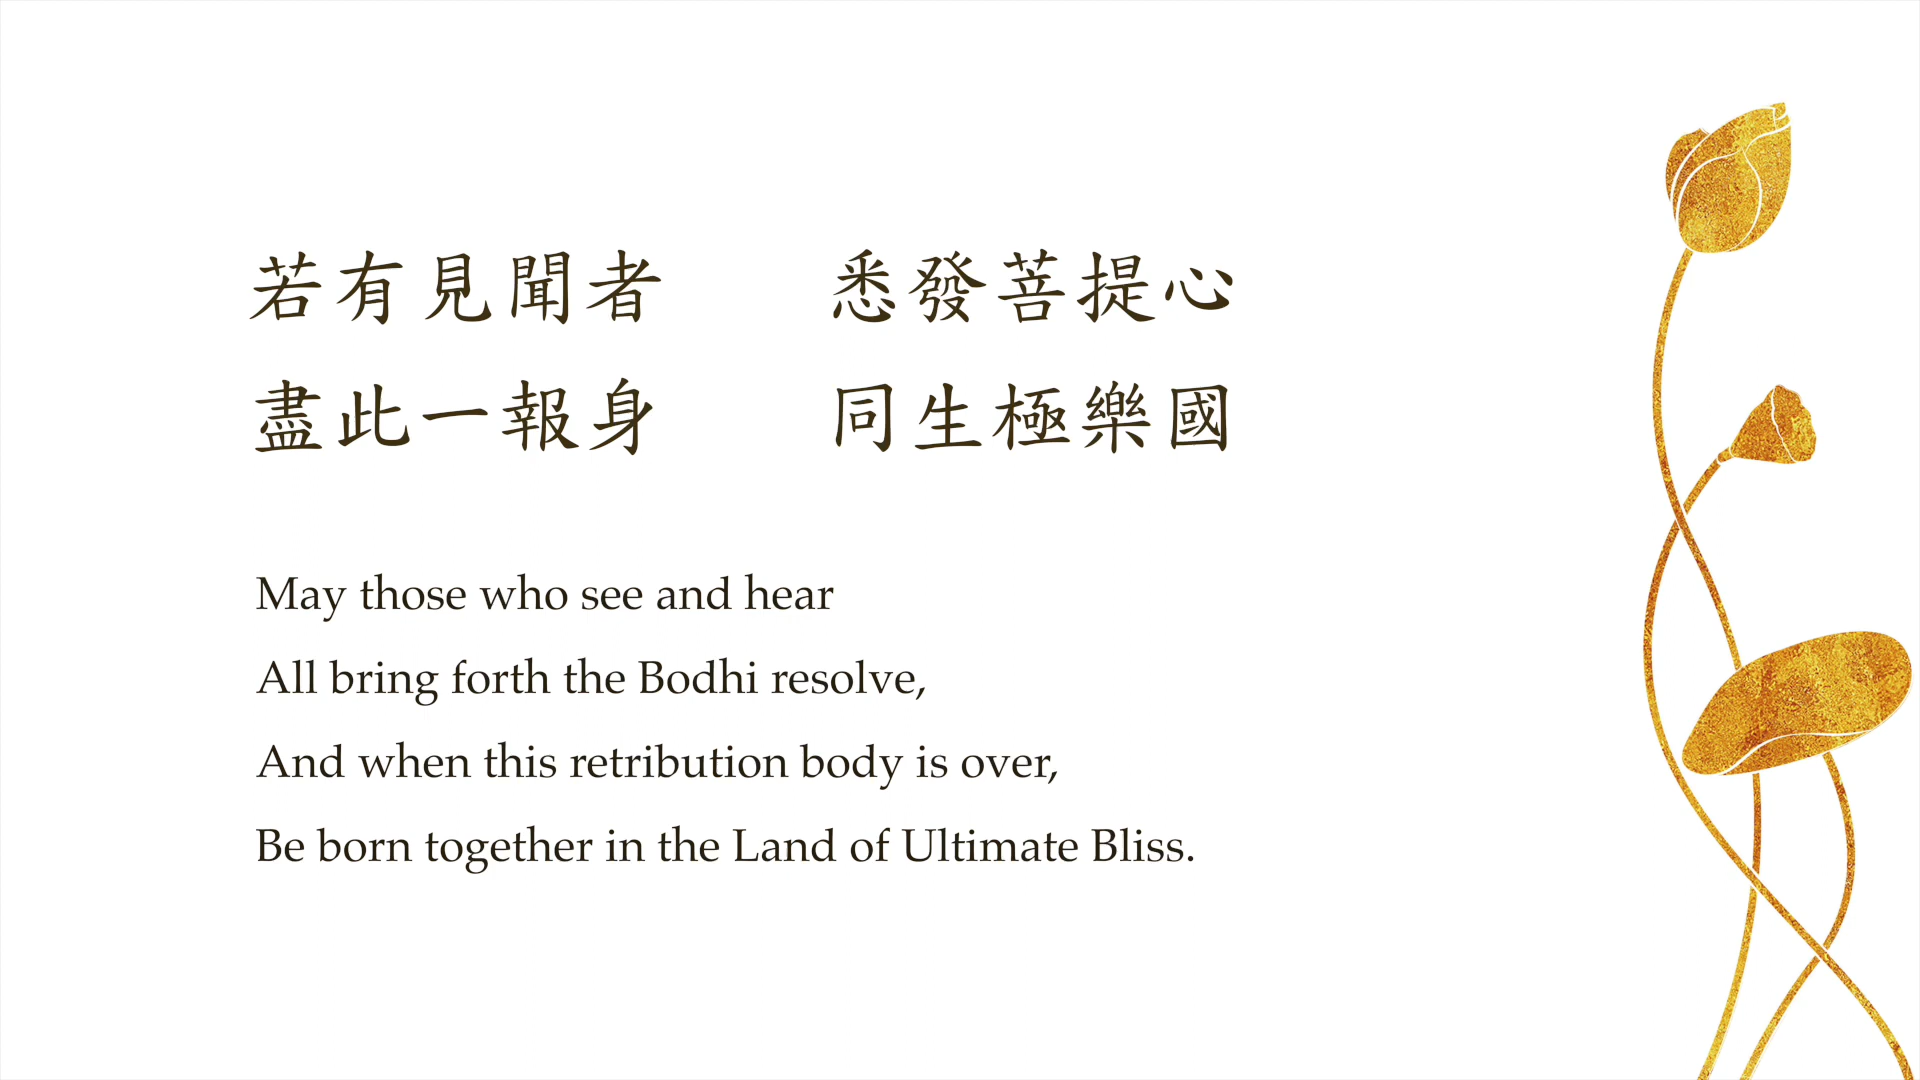 若有見聞者 悉發菩提心
盡此一報身 同生極樂國
May those who see and hear
All bring forth the Bodhi resolve,
And when this retribution body is over,
Be born together in the Land of Ultimate Bliss.